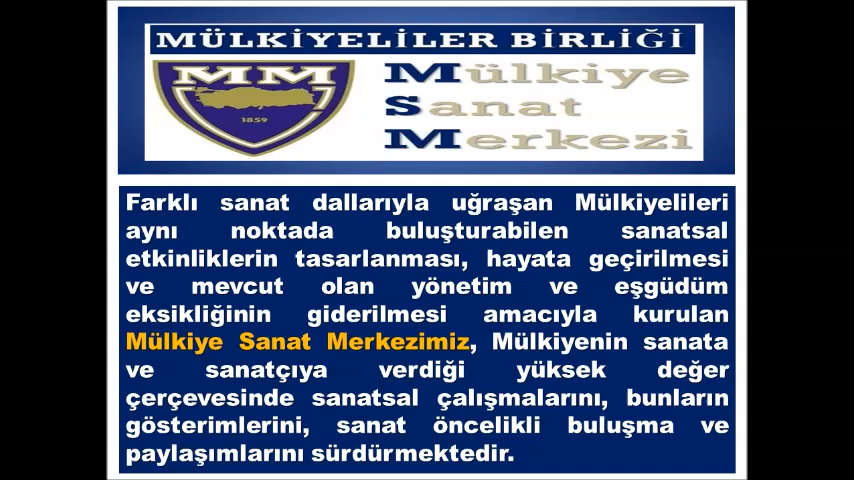 MÜLKİYELİLER BİRLİĞİ
MM
1859
Mülkiye
Sanat
Merkezi
Farklı sanat dallarıyla uğraşan Mülkiyelileri
aynı noktada buluşturabilen sanatsal
etkinliklerin tasarlanması, hayata geçirilmesi
ve mevcut olan yönetim ve eşgüdüm
eksikliğinin giderilmesi amacıyla kurulan
Mülkiye Sanat Merkezimiz, Mülkiyenin sanata
ve sanatçıya verdiği yüksek değer
çerçevesinde sanatsal çalışmalarını, bunların
gösterimlerini, sanat öncelikli buluşma ve
paylaşımlarını sürdürmektedir.